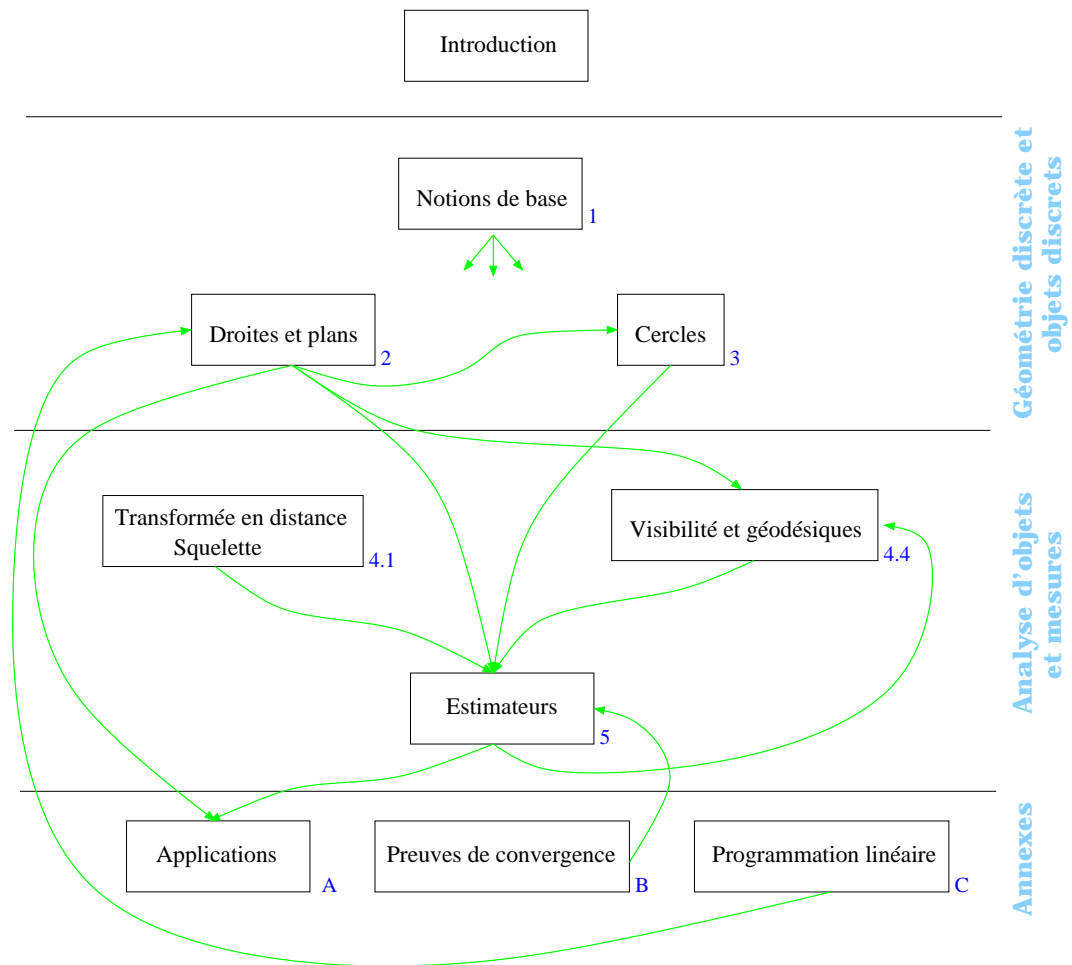 Introduction
Notions de base
1
Droites et plans
2
Cercles
3
Géométrie discrète et
objets discrets
Transformée en distance
Squelette
4.1
Visibilité et géodésiques
4.4
Estimateurs
5
Analyse d'objets
et mesures
Applications
A
Preuves de convergence
B
Programmation linéaire
C
Annexes